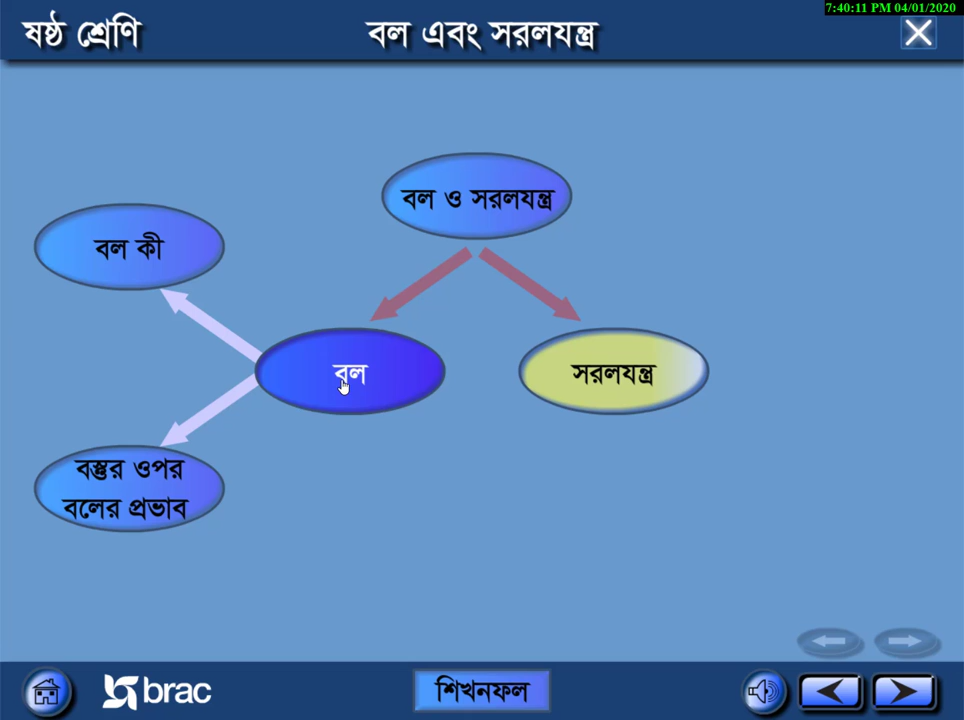 7:40:11 PM 04/01/2020
ষষ্ঠ শ্রেণি
বল এবং সরলযন্ত্র
বল ও সরলযন্ত্র
বল কী
বল
সরলযন্ত্র
বস্তুর ওপর
বলের প্রভাব
brac
শিখনফল